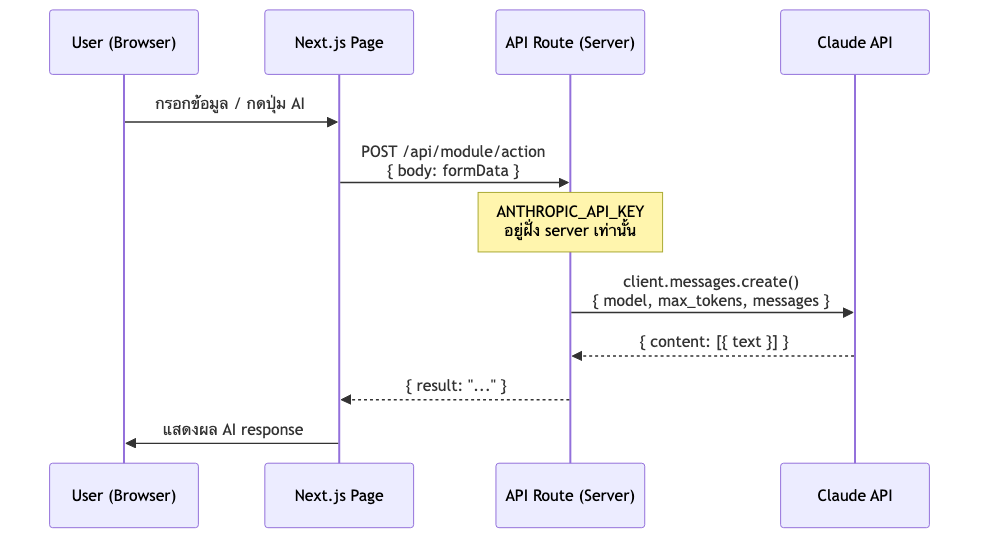 User (Browser)
Next.js Page
API Route (Server)
Claude API
กรอกข้อมูล / กดปุ่ม AI
POST /api/module/action
{ body: formData }
ANTHROPIC_API_KEY
อยู่ฝั่ง server เท่านั้น
client.messages.create()
{ model, max_tokens, messages }
{ content: [{ text }] }
{ result: "..." }
แสดงผล AI response
User (Browser)
Next.js Page
API Route (Server)
Claude API